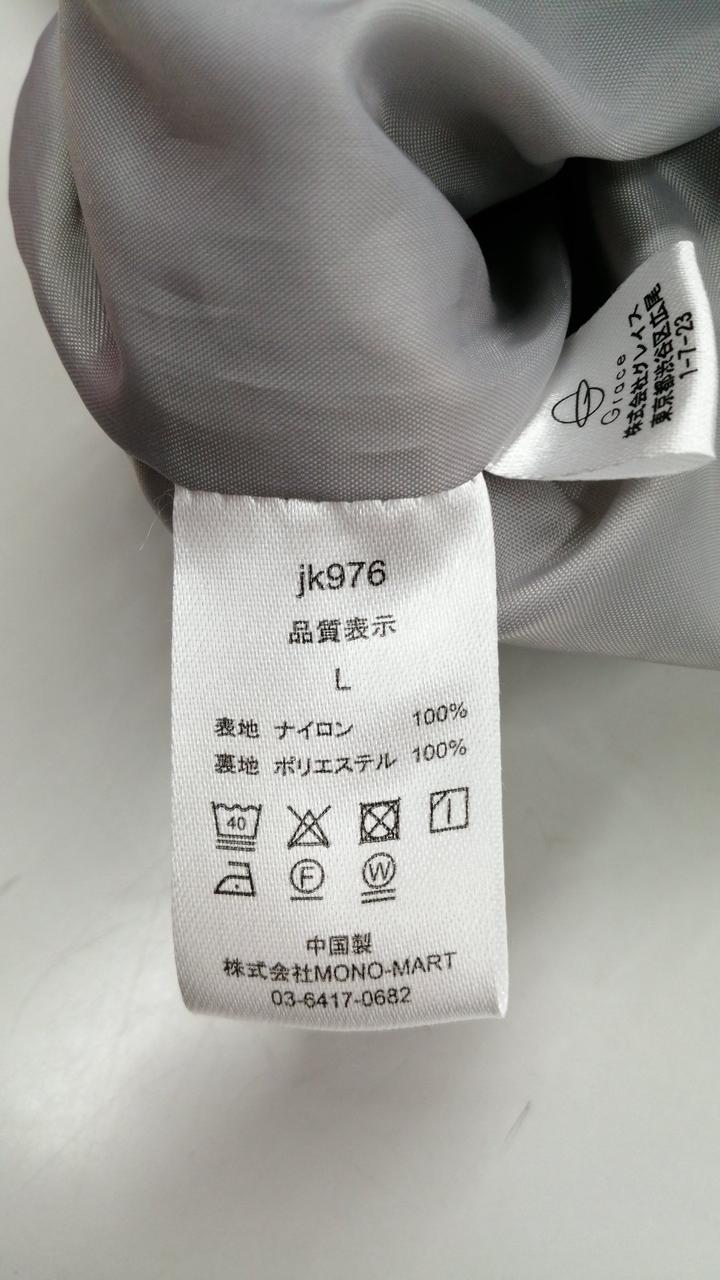 jk976
品質表示
L
表地 ナイロン 100%
裏地 ポリエステル 100%
40
F W
中国製
株式会社MONO-MART
03-6417-0682
Grace
株式会社グレイス
東京都渋谷区広尾
1-7-23